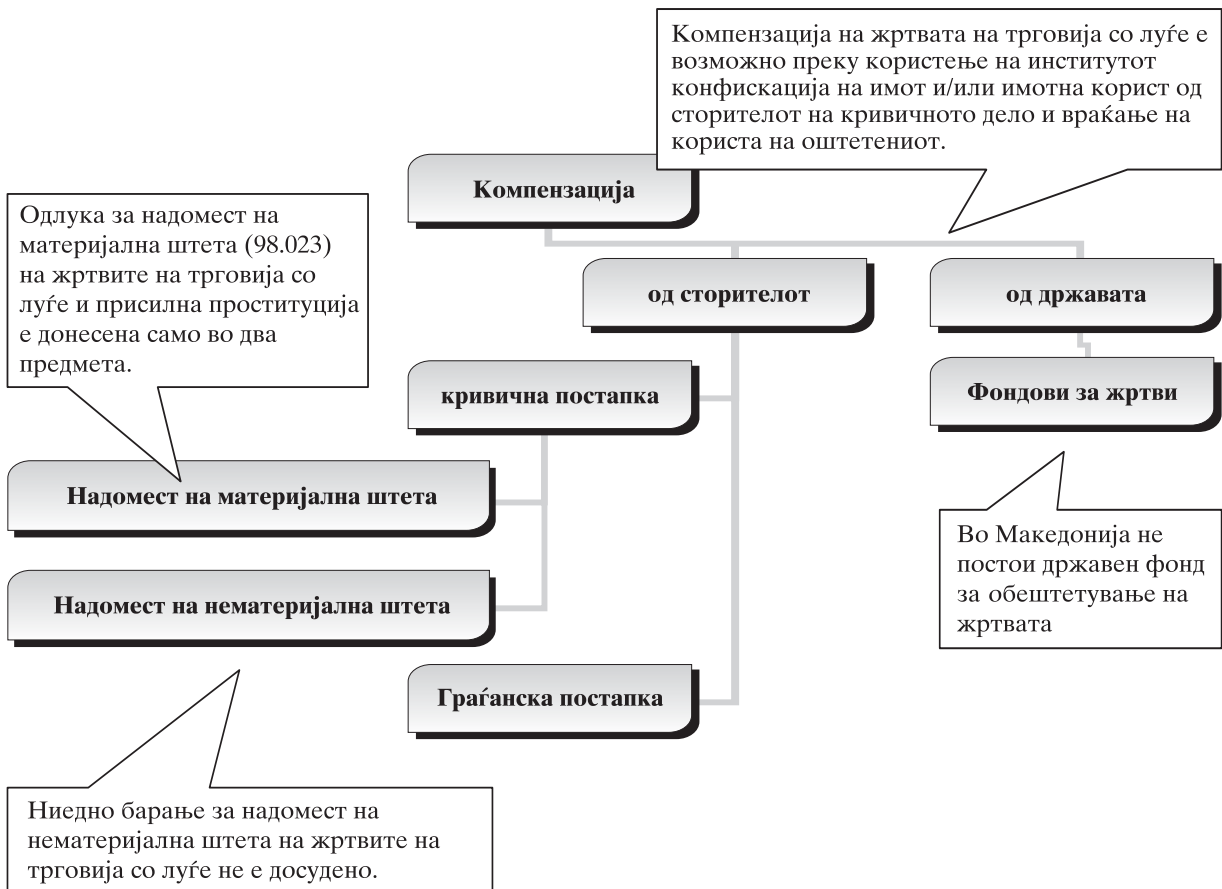 Компензација на жртвата на трговија со луѓе е
возможно преку користење на институтот
конфискација на имот и/или имотна корист од
сторителот на кривичното дело и враќање на
користа на оштетениот.
Компензација
Одлука за надомест на
материјална штета (98.023)
на жртвите на трговија со
луѓе и присилна проституција
е донесена само во два
предмета.
од сторителот
од државата
кривична постапка
Фондови за жртви
Надомест на материјална штета
Во Македонија не
постои државен фонд
за обештетување на
жртвата
Надомест на нематеријална штета
Граѓанска постапка
Ниедно барање за надомест на
нематеријална штета на жртвите на
трговија со луѓе не е досудено.